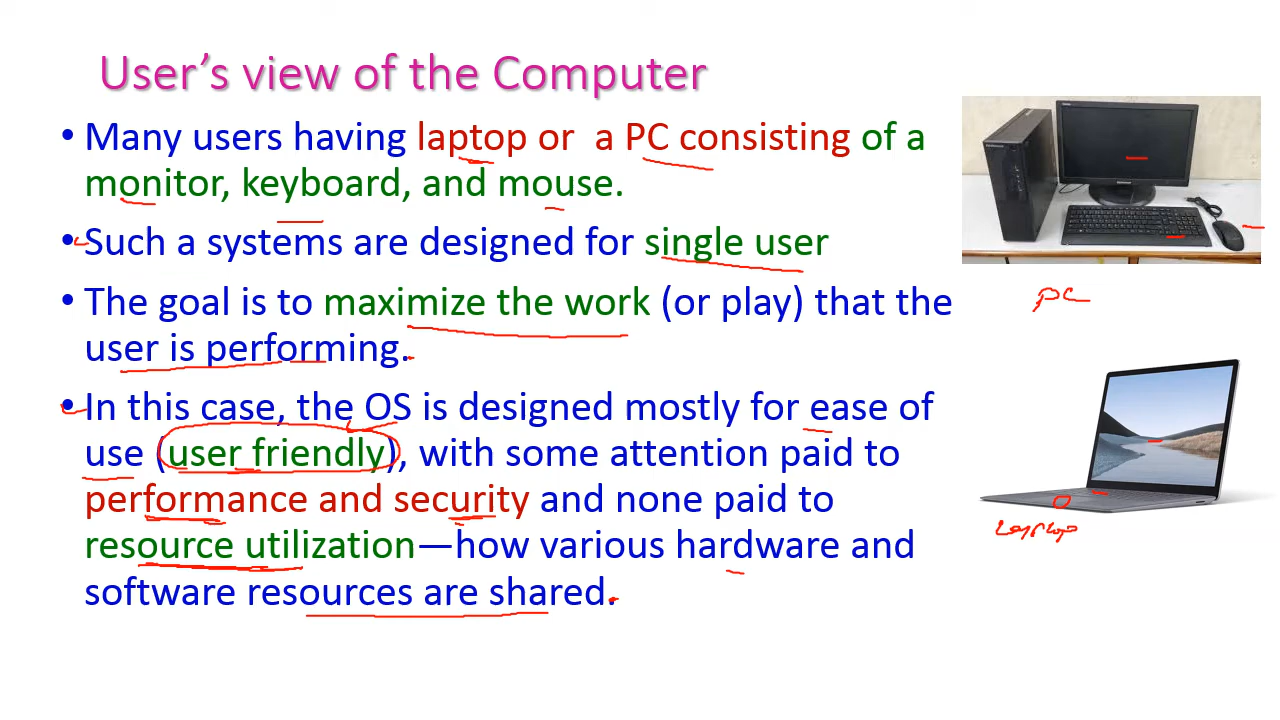 User's view of the Computer
• Many users having laptop or a PC consisting of a
monitor, keyboard, and mouse.
• Such a systems are designed for single user
• The goal is to maximize the work (or play) that the
user is performing.
• In this case, the OS is designed mostly for ease of
use (user friendly), with some attention paid to
performance and security and none paid to
resource utilization—how various hardware and
software resources are shared.
PC
Laptop